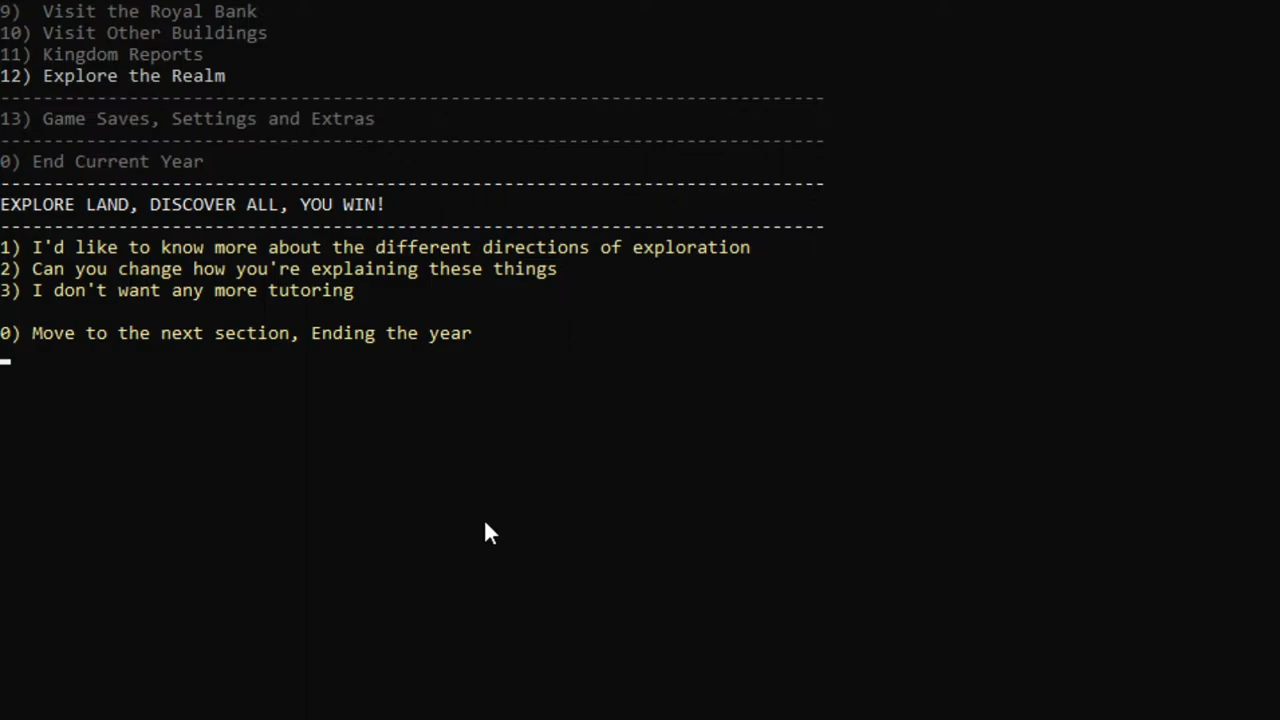 9)  Visit the Royal Bank
10) Visit Other Buildings
11) Kingdom Reports
12) Explore the Realm
-----------------------------------------------------------------------------
13) Game Saves, Settings and Extras
-----------------------------------------------------------------------------
0) End Current Year
-----------------------------------------------------------------------------
EXPLORE LAND, DISCOVER ALL, YOU WIN!
-----------------------------------------------------------------------------
1) I'd like to know more about the different directions of exploration
2) Can you change how you're explaining these things
3) I don't want any more tutoring
0) Move to the next section, Ending the year